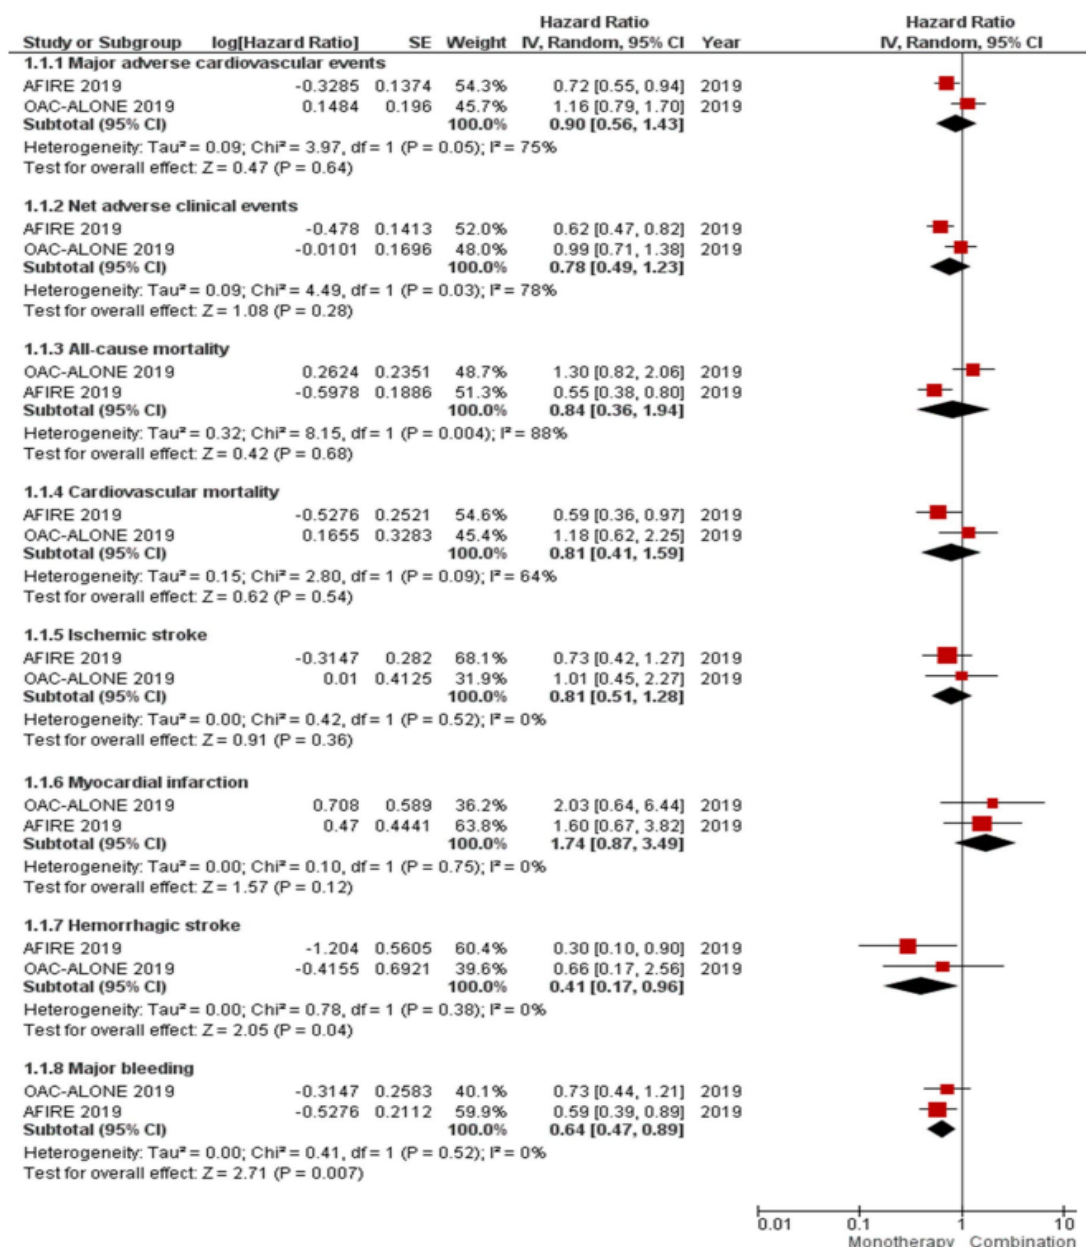 Hazard Ratio Hazard Ratio
Study or Subgroup log[Hazard Ratio] SE Weight IV, Random, 95% CI Year IV, Random, 95% CI
1.1.1 Major adverse cardiovascular events
AFIRE 2019 -0.3285 0.1374 54.3% 0.72 [0.55, 0.94] 2019
OAC-ALONE 2019 0.1484 0.196 45.7% 1.16 [0.79, 1.70] 2019
Subtotal (95% CI) 100.0% 0.90 [0.56, 1.43]
Heterogeneity: Tau² = 0.09; Chi² = 3.97, df = 1 (P = 0.05); I² = 75%
Test for overall effect: Z = 0.47 (P = 0.64)
1.1.2 Net adverse clinical events
AFIRE 2019 -0.478 0.1413 52.0% 0.62 [0.47, 0.82] 2019
OAC-ALONE 2019 -0.0101 0.1696 48.0% 0.99 [0.71, 1.38] 2019
Subtotal (95% CI) 100.0% 0.78 [0.49, 1.23]
Heterogeneity: Tau² = 0.09; Chi² = 4.49, df = 1 (P = 0.03); I² = 78%
Test for overall effect: Z = 1.08 (P = 0.28)
1.1.3 All-cause mortality
OAC-ALONE 2019 0.2624 0.2351 48.7% 1.30 [0.82, 2.06] 2019
AFIRE 2019 -0.5978 0.1886 51.3% 0.55 [0.38, 0.80] 2019
Subtotal (95% CI) 100.0% 0.84 [0.36, 1.94]
Heterogeneity: Tau² = 0.32; Chi² = 8.15, df = 1 (P = 0.004); I² = 88%
Test for overall effect: Z = 0.42 (P = 0.68)
1.1.4 Cardiovascular mortality
AFIRE 2019 -0.5276 0.2521 54.6% 0.59 [0.36, 0.97] 2019
OAC-ALONE 2019 0.1655 0.3283 45.4% 1.18 [0.62, 2.25] 2019
Subtotal (95% CI) 100.0% 0.81 [0.41, 1.59]
Heterogeneity: Tau² = 0.15; Chi² = 2.80, df = 1 (P = 0.09); I² = 64%
Test for overall effect: Z = 0.62 (P = 0.54)
1.1.5 Ischemic stroke
AFIRE 2019 -0.3147 0.282 68.1% 0.73 [0.42, 1.27] 2019
OAC-ALONE 2019 0.01 0.4125 31.9% 1.01 [0.45, 2.27] 2019
Subtotal (95% CI) 100.0% 0.81 [0.51, 1.28]
Heterogeneity: Tau² = 0.00; Chi² = 0.42, df = 1 (P = 0.52); I² = 0%
Test for overall effect: Z = 0.91 (P = 0.36)
1.1.6 Myocardial infarction
OAC-ALONE 2019 0.708 0.589 36.2% 2.03 [0.64, 6.44] 2019
AFIRE 2019 0.47 0.4441 63.8% 1.60 [0.67, 3.82] 2019
Subtotal (95% CI) 100.0% 1.74 [0.87, 3.49]
Heterogeneity: Tau² = 0.00; Chi² = 0.10, df = 1 (P = 0.75); I² = 0%
Test for overall effect: Z = 1.57 (P = 0.12)
1.1.7 Hemorrhagic stroke
AFIRE 2019 -1.204 0.5605 60.4% 0.30 [0.10, 0.90] 2019
OAC-ALONE 2019 -0.4155 0.6921 39.6% 0.66 [0.17, 2.56] 2019
Subtotal (95% CI) 100.0% 0.41 [0.17, 0.96]
Heterogeneity: Tau² = 0.00; Chi² = 0.78, df = 1 (P = 0.38); I² = 0%
Test for overall effect: Z = 2.05 (P = 0.04)
1.1.8 Major bleeding
OAC-ALONE 2019 -0.3147 0.2583 40.1% 0.73 [0.44, 1.21] 2019
AFIRE 2019 -0.5276 0.2112 59.9% 0.59 [0.39, 0.89] 2019
Subtotal (95% CI) 100.0% 0.64 [0.47, 0.89]
Heterogeneity: Tau² = 0.00; Chi² = 0.41, df = 1 (P = 0.52); I² = 0%
Test for overall effect: Z = 2.71 (P = 0.007)
0.01 0.1 1 10
Monotherapy Combination